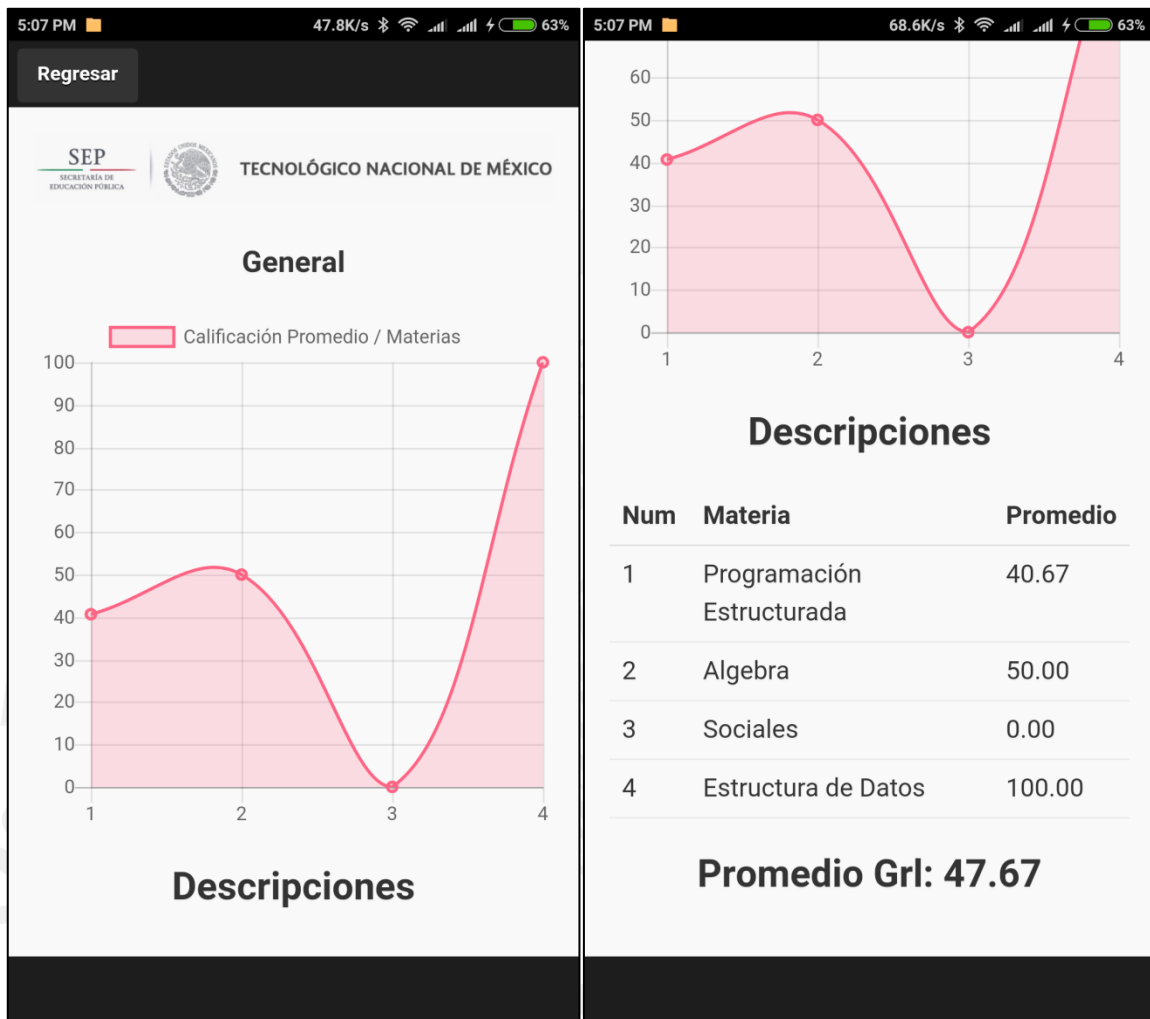 5:07 PM 47.8K/s 63%
Regresar
SEP
SECRETARÍA DE
EDUCACIÓN PÚBLICA
ESTADOS UNIDOS MEXICANOS
TECNOLÓGICO NACIONAL DE MÉXICO
General
Calificación Promedio / Materias
100
90
80
70
60
50
40
30
20
10
0
1 2 3 4
Descripciones
5:07 PM 68.6K/s 63%
60
50
40
30
20
10
0
1 2 3 4
Descripciones
Num Materia Promedio
1 Programación 40.67
Estructurada
2 Algebra 50.00
3 Sociales 0.00
4 Estructura de Datos 100.00
Promedio Grl: 47.67